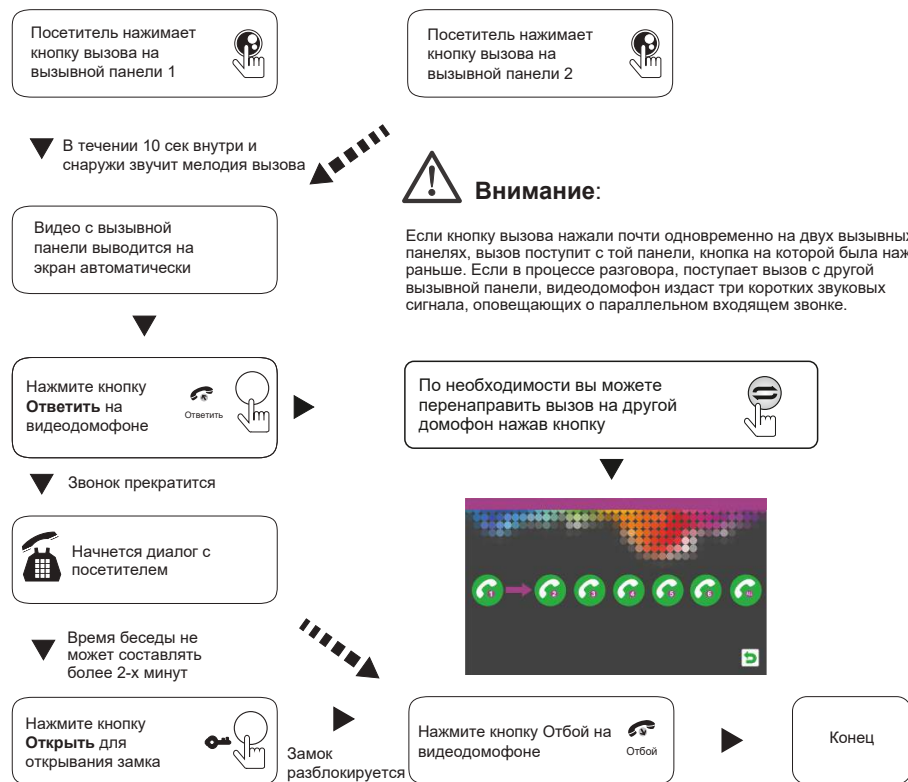 Посетитель нажимает
кнопку вызова на
вызывной панели 1
Посетитель нажимает
кнопку вызова на
вызывной панели 2
В течении 10 сек внутри и
снаружи звучит мелодия вызова
Внимание:
Видео с вызывной
панели выводится на
экран автоматически
Если кнопку вызова нажали почти одновременно на двух вызывных
панелях, вызов поступит с той панели, кнопка на которой была наж
раньше. Если в процессе разговора, поступает вызов с другой
вызывной панели, видеодомофон издаст три коротких звуковых
сигнала, оповещающих о параллельном входящем звонке.
Нажмите кнопку
Ответить на
видеодомофоне
Ответить
По необходимости вы можете
перенаправить вызов на другой
домофон нажав кнопку
Звонок прекратится
Начнется диалог с
посетителем
1 2 3 4 5 6
Время беседы не
может составлять
более 2-х минут
Нажмите кнопку
Открыть для
открывания замка
Замок
разблокируется
Нажмите кнопку Отбой на
видеодомофоне
Отбой
Конец